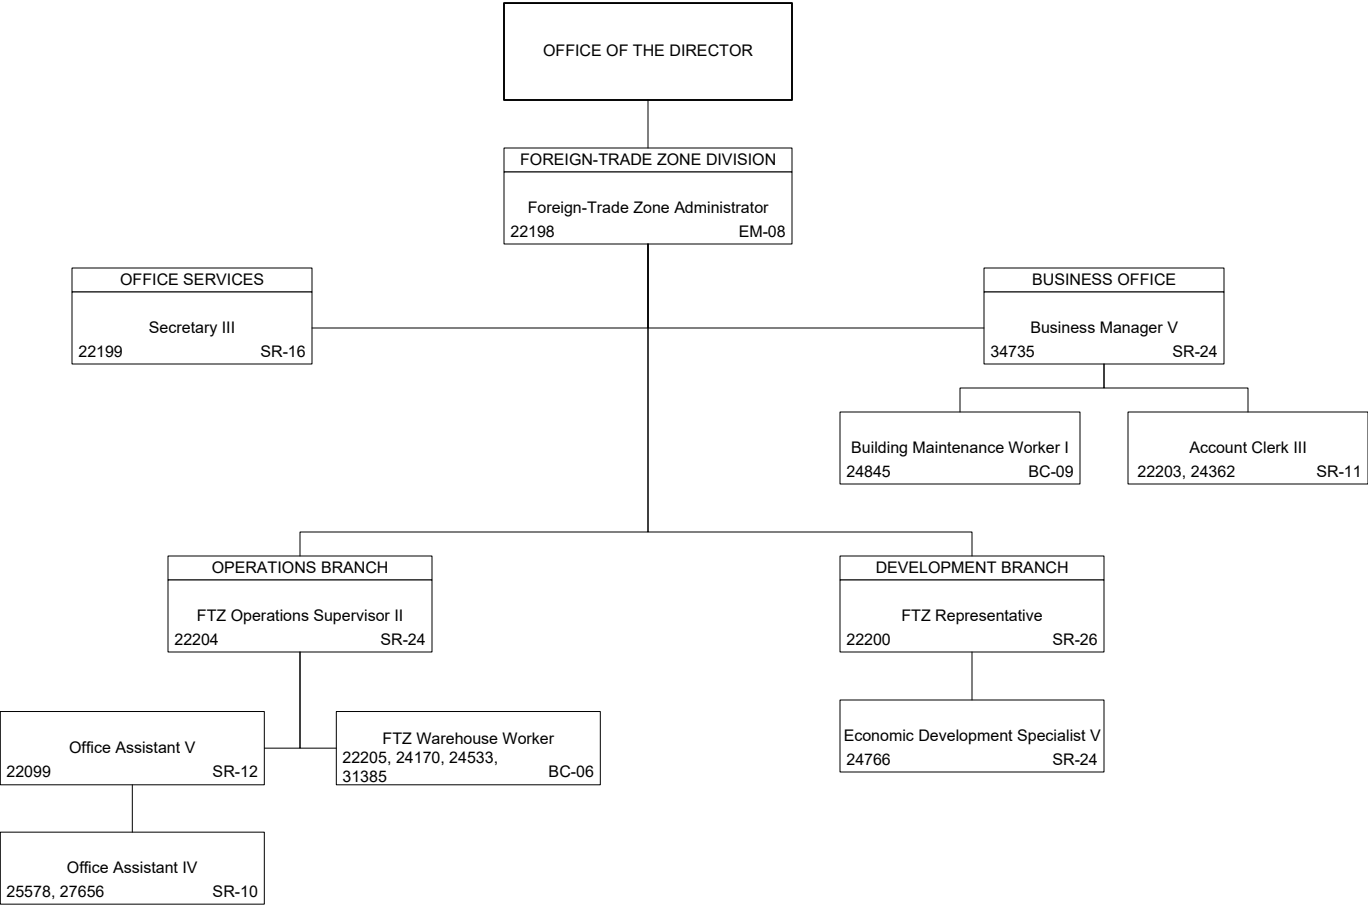 OFFICE OF THE DIRECTOR
FOREIGN-TRADE ZONE DIVISION
Foreign-Trade Zone Administrator
22198 EM-08
OFFICE SERVICES
Secretary III
22199 SR-16
BUSINESS OFFICE
Business Manager V
34735 SR-24
Building Maintenance Worker I
24845 BC-09
Account Clerk III
22203, 24362 SR-11
OPERATIONS BRANCH
FTZ Operations Supervisor II
22204 SR-24
DEVELOPMENT BRANCH
FTZ Representative
22200 SR-26
Office Assistant V
22099 SR-12
FTZ Warehouse Worker
22205, 24170, 24533,
31385 BC-06
Economic Development Specialist V
24766 SR-24
Office Assistant IV
25578, 27656 SR-10